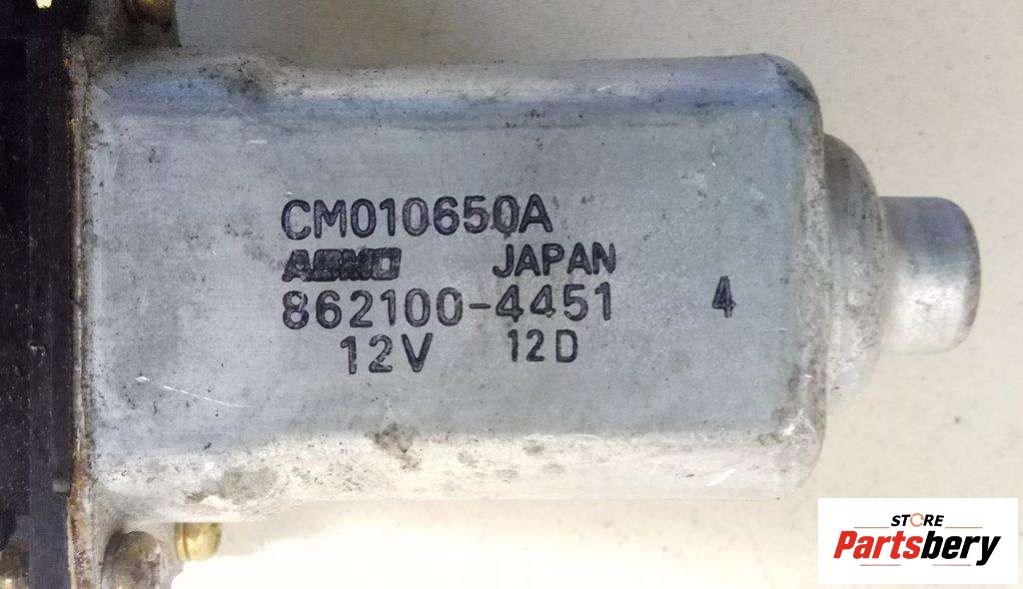 CM010650A
ASMO JAPAN
862100-4451 4
12V 12D
STORE
Partsbery